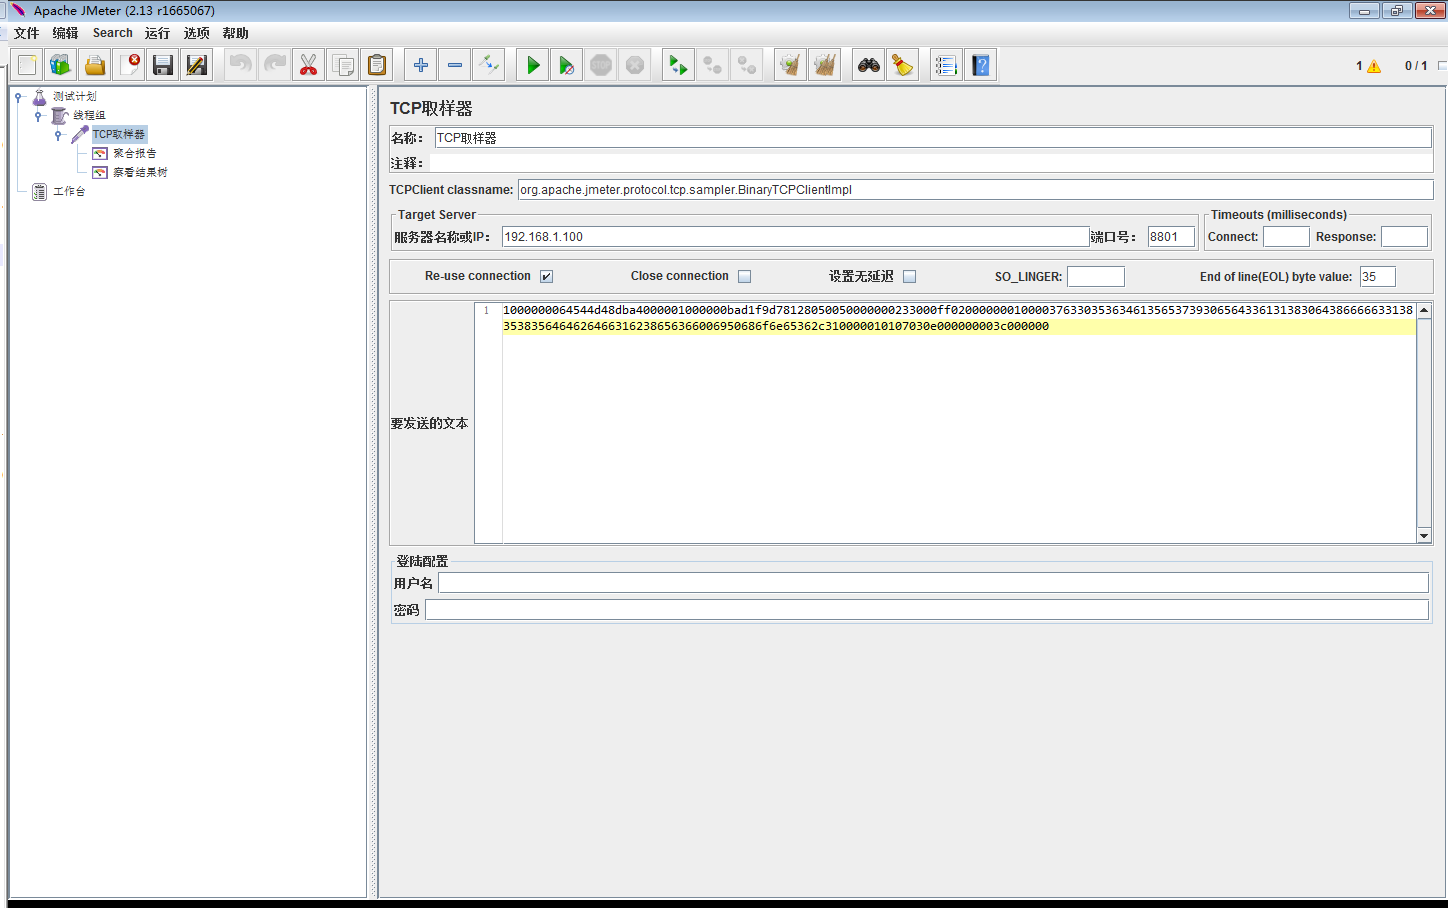 Apache JMeter (2.13 r1665067)
文件 编辑 Search 运行 选项 帮助
STOP
1 0 / 1
测试计划
线程组
TCP取样器
聚合报告
察看结果树
工作台
TCP取样器
名称： TCP取样器
注释：
TCPClient classname: org.apache.jmeter.protocol.tcp.sampler.BinaryTCPClientImpl
Target Server
服务器名称或IP： 192.168.1.100 端口号： 8801
Timeouts (milliseconds)
Connect: Response:
Re-use connection Close connection 设置无延迟 SO_LINGER: End of line(EOL) byte value: 35
要发送的文本
1
1000000064544d48dba4000001000000bad1f9d781280500500000000233000ff0200000000100003763303536346135653739306564336131383064386666633138
35383564646264663162386563660069506866f6e65362c310000010107030e000000003c000000
登陆配置
用户名
密码